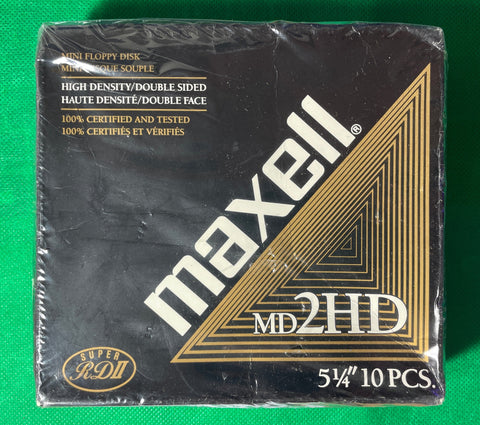 MINI FLOPPY DISK
MINI DISQUE SOUPLE
HIGH DENSITY/DOUBLE SIDED
HAUTE DENSITÉ/DOUBLE FACE
100% CERTIFIED AND TESTED
100% CERTIFIÉS ET VÉRIFIÉS
maxell®
MD2HD
SUPER
RDII
5¼" 10 PCS.